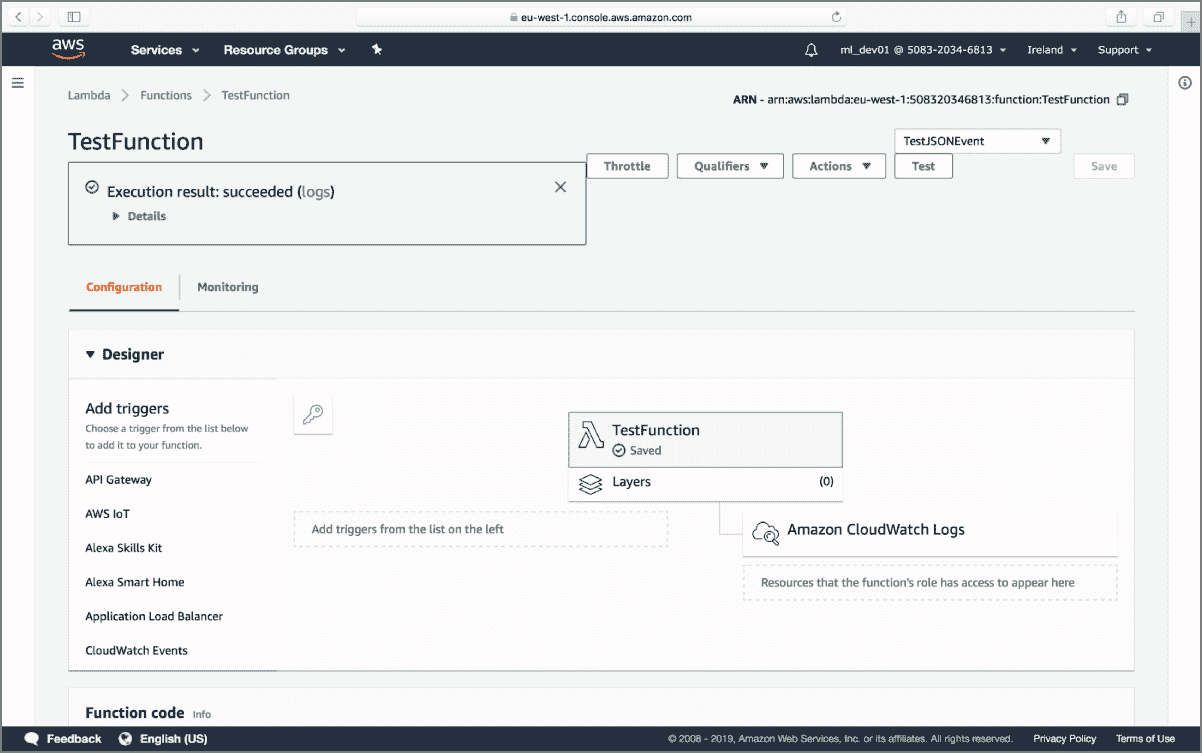 eu-west-1.console.aws.amazon.com
aws
Services
Resource Groups
ml_dev01 @ 5083-2034-6813
Ireland
Support
Lambda
Functions
TestFunction
ARN - arn:aws:lambda:eu-west-1:508320346813:function:TestFunction
TestFunction
TestJSONEvent
Throttle
Qualifiers
Actions
Test
Save
Execution result: succeeded (logs)
Details
Configuration
Monitoring
Designer
Add triggers
Choose a trigger from the list below
to add it to your function.
API Gateway
AWS IoT
Alexa Skills Kit
Alexa Smart Home
Application Load Balancer
CloudWatch Events
Add triggers from the list on the left
TestFunction
Saved
Layers
(0)
Amazon CloudWatch Logs
Resources that the function's role has access to appear here
Function code Info
Feedback
English (US)
© 2008 - 2019, Amazon Web Services, Inc. or its affiliates. All rights reserved.
Privacy Policy
Terms of Use